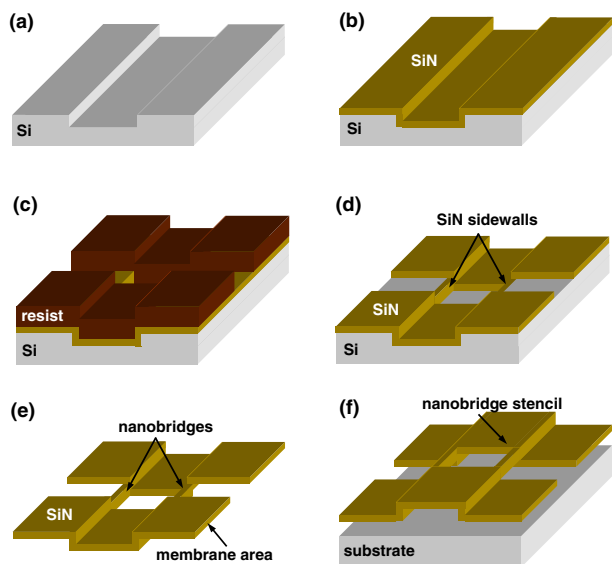 (a)
Si
(b)
SiN
Si
(c)
resist
Si
(d)
SiN sidewalls
SiN
Si
(e)
nanobridges
SiN
membrane area
(f)
nanobridge stencil
substrate